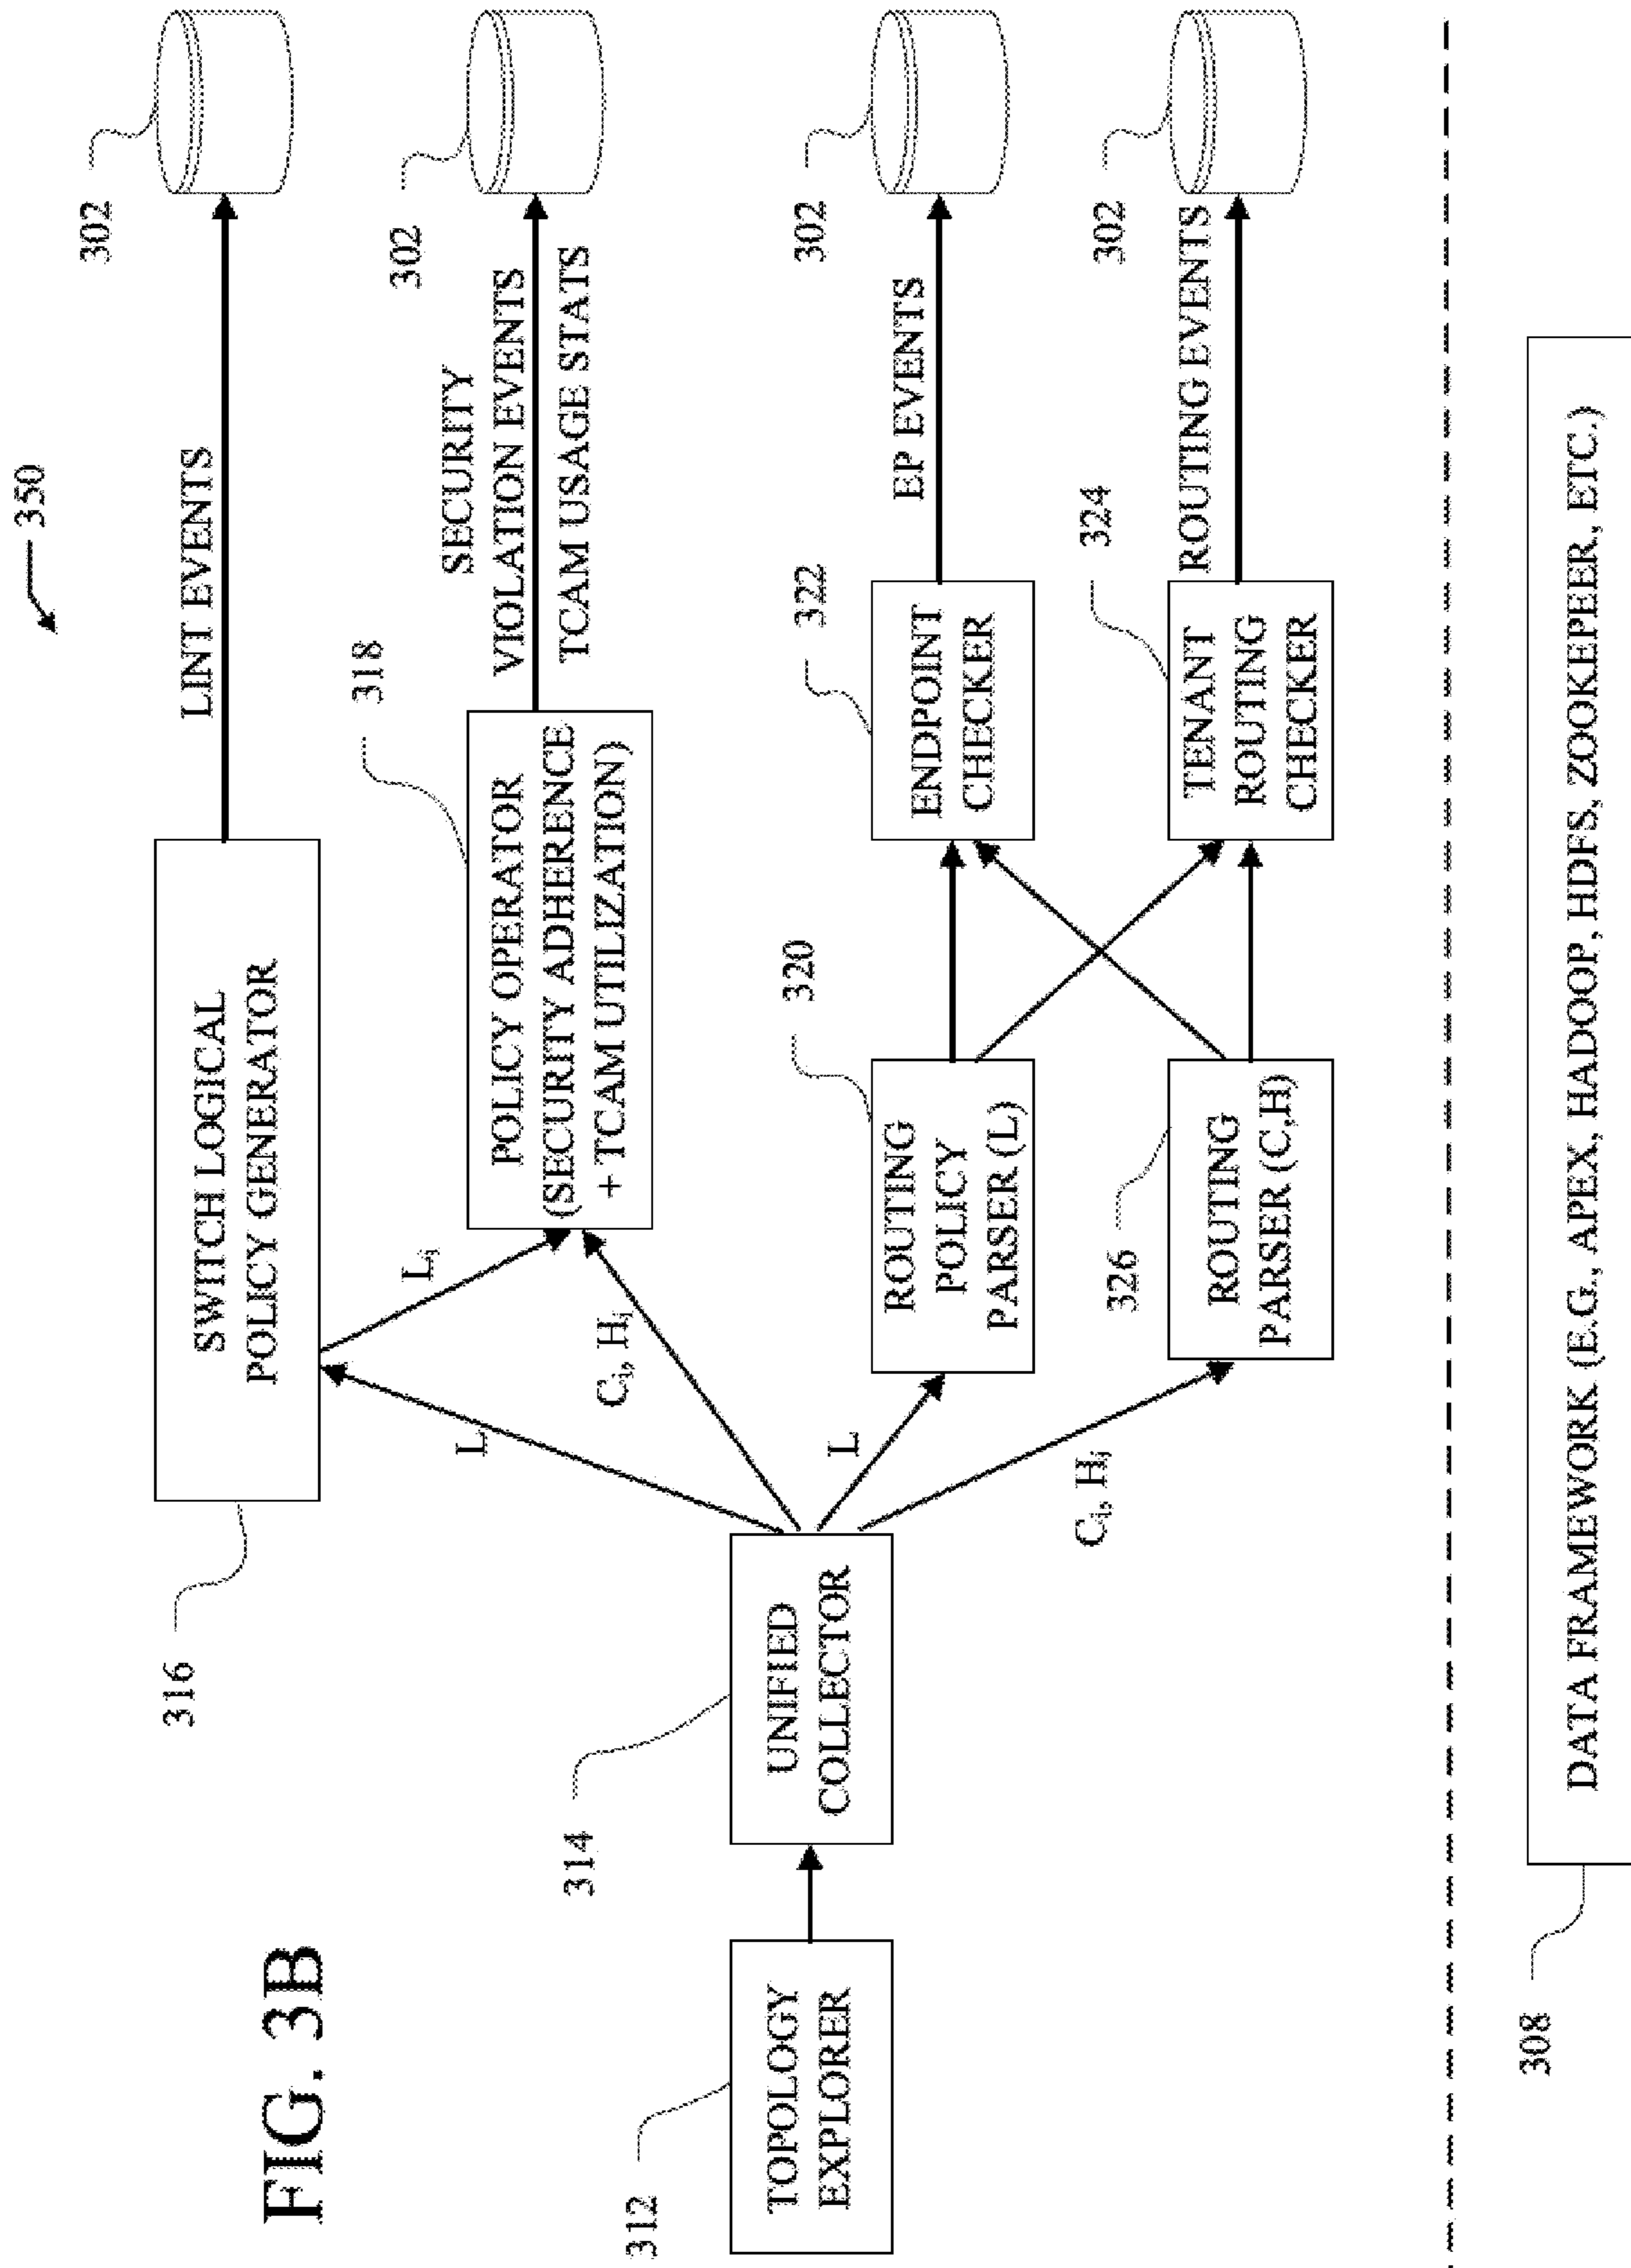 FIG. 3B
350
316
SWITCH LOGICAL
POLICY GENERATOR
LINT EVENTS
302
L
Li
318
POLICY OPERATOR
(SECURITY ADHERENCE
+ TCAM UTILIZATION)
SECURITY
VIOLATION EVENTS
TCAM USAGE STATS
302
Ci, Hi
312
TOPOLOGY
EXPLORER
314
UNIFIED
COLLECTOR
L
320
ROUTING
POLICY
PARSER (L)
322
ENDPOINT
CHECKER
EP EVENTS
302
Ci, Hi
326
ROUTING
PARSER (C,H)
324
TENANT
ROUTING
CHECKER
ROUTING EVENTS
302
308
DATA FRAMEWORK (E.G., APEX, HADOOP, HDFS, ZOOKEPEER, ETC.)